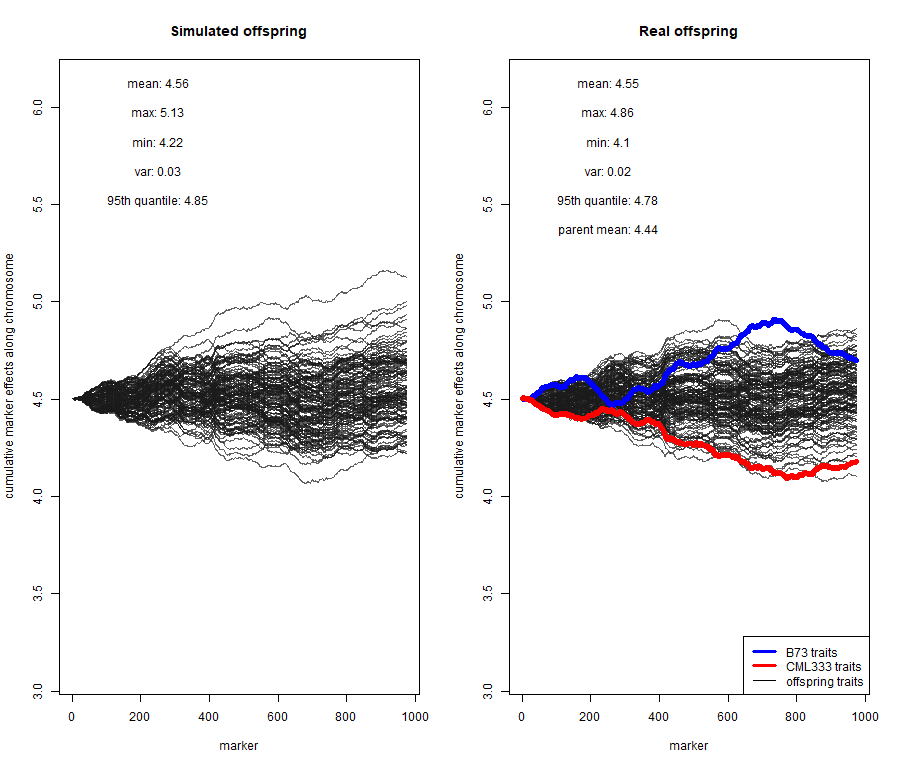 Simulated offspring
mean: 4.56
max: 5.13
min: 4.22
var: 0.03
95th quantile: 4.85
cumulative marker effects along chromosome
6.0
5.5
5.0
4.5
4.0
3.5
3.0
0
200
400
600
800
1000
marker
Real offspring
mean: 4.55
max: 4.86
min: 4.1
var: 0.02
95th quantile: 4.78
parent mean: 4.44
cumulative marker effects along chromosome
6.0
5.5
5.0
4.5
4.0
3.5
3.0
B73 traits
CML333 traits
offspring traits
0
200
400
600
800
1000
marker